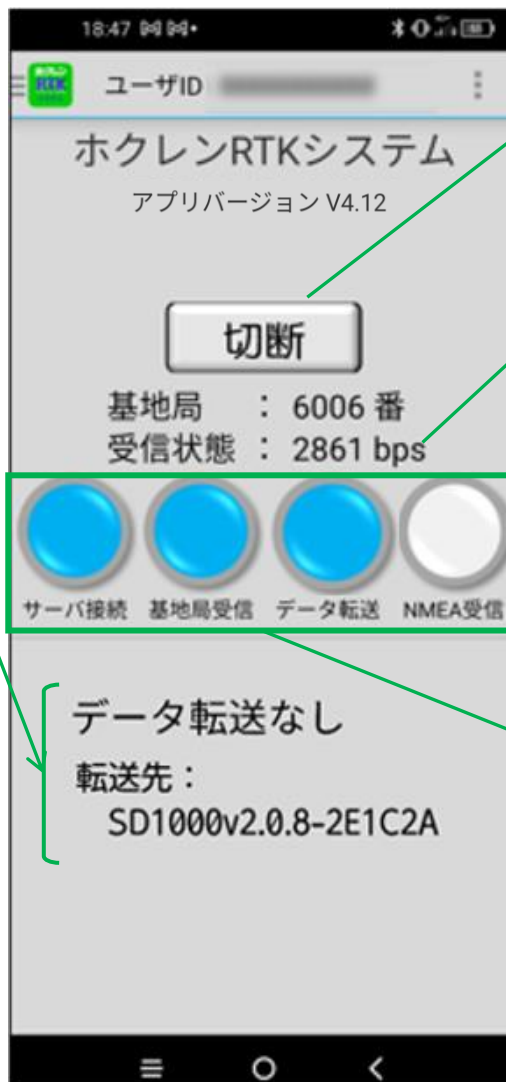 18:47
RTK
ユーザID
ホクレンRTKシステム
アプリバージョン V4.12
切断
基地局 : 6006 番
受信状態 : 2861 bps
サーバ接続 基地局受信 データ転送 NMEA受信
データ転送なし
転送先:
SD1000v2.0.8-2E1C2A